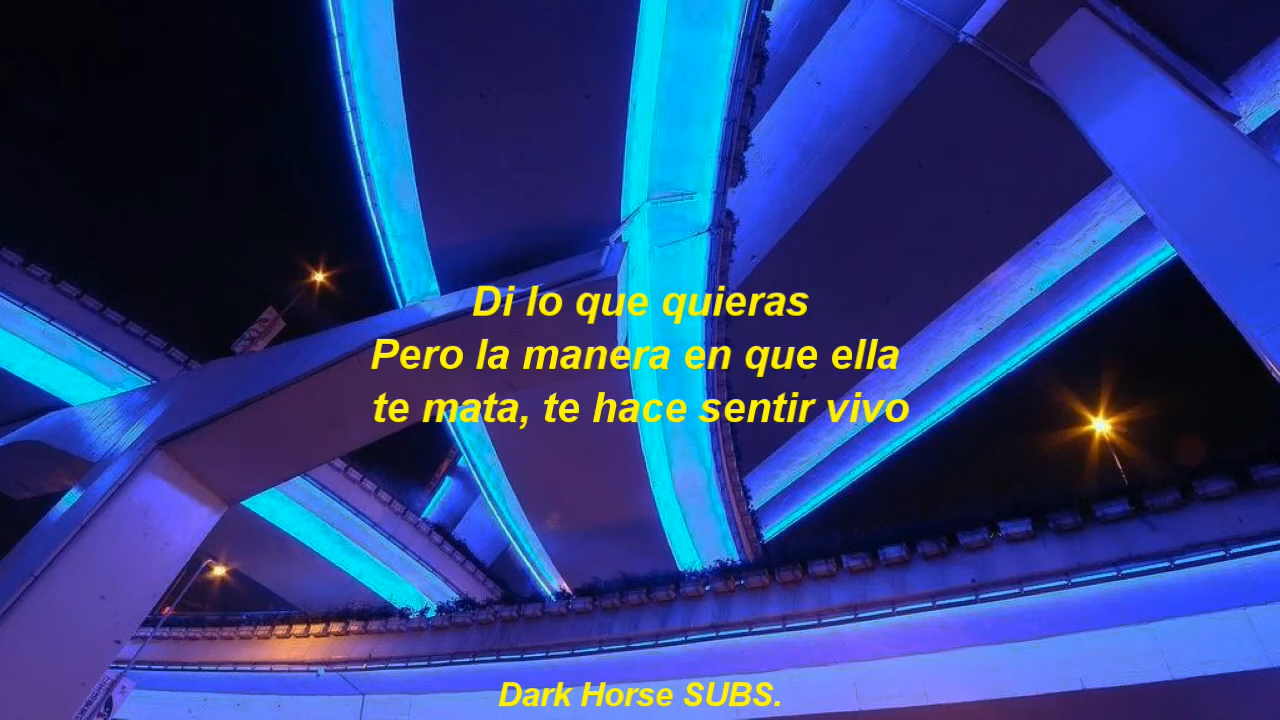 Di lo que quieras
Pero la manera en que ella
te mata, te hace sentir vivo
Dark Horse SUBS.